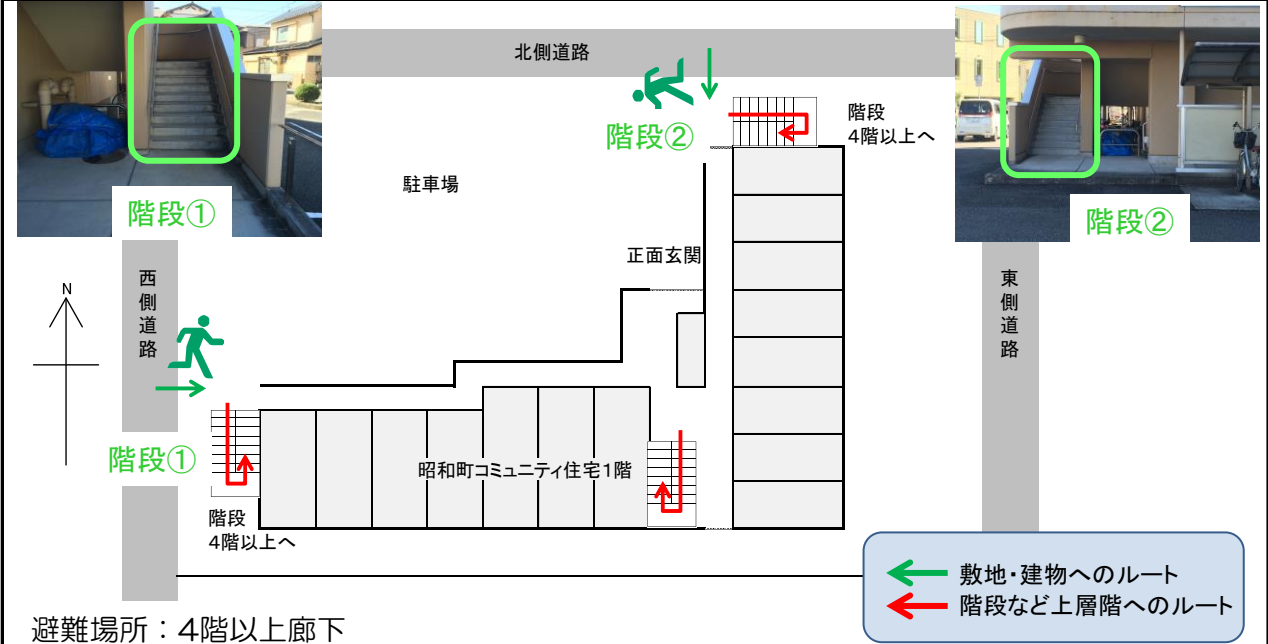 北側道路
階段②
階段
4階以上へ
駐車場
階段①
階段②
正面玄関
西側道路
東側道路
N
階段①
昭和町コミュニティ住宅1階
階段
4階以上へ
敷地・建物へのルート
階段など上層階へのルート
避難場所：4階以上廊下